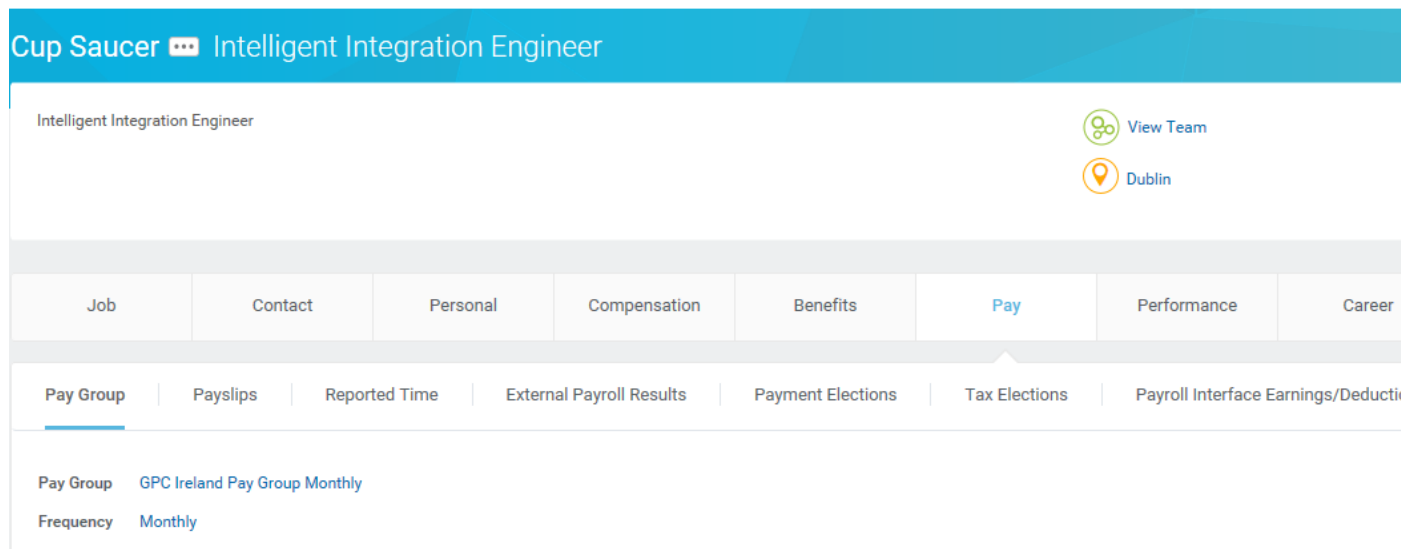 Cup Saucer Intelligent Integration Engineer
Intelligent Integration Engineer
View Team
Dublin
Job Contact Personal Compensation Benefits Pay Performance Career
Pay Group Payslips Reported Time External Payroll Results Payment Elections Tax Elections Payroll Interface Earnings/Deducti
Pay Group GPC Ireland Pay Group Monthly
Frequency Monthly